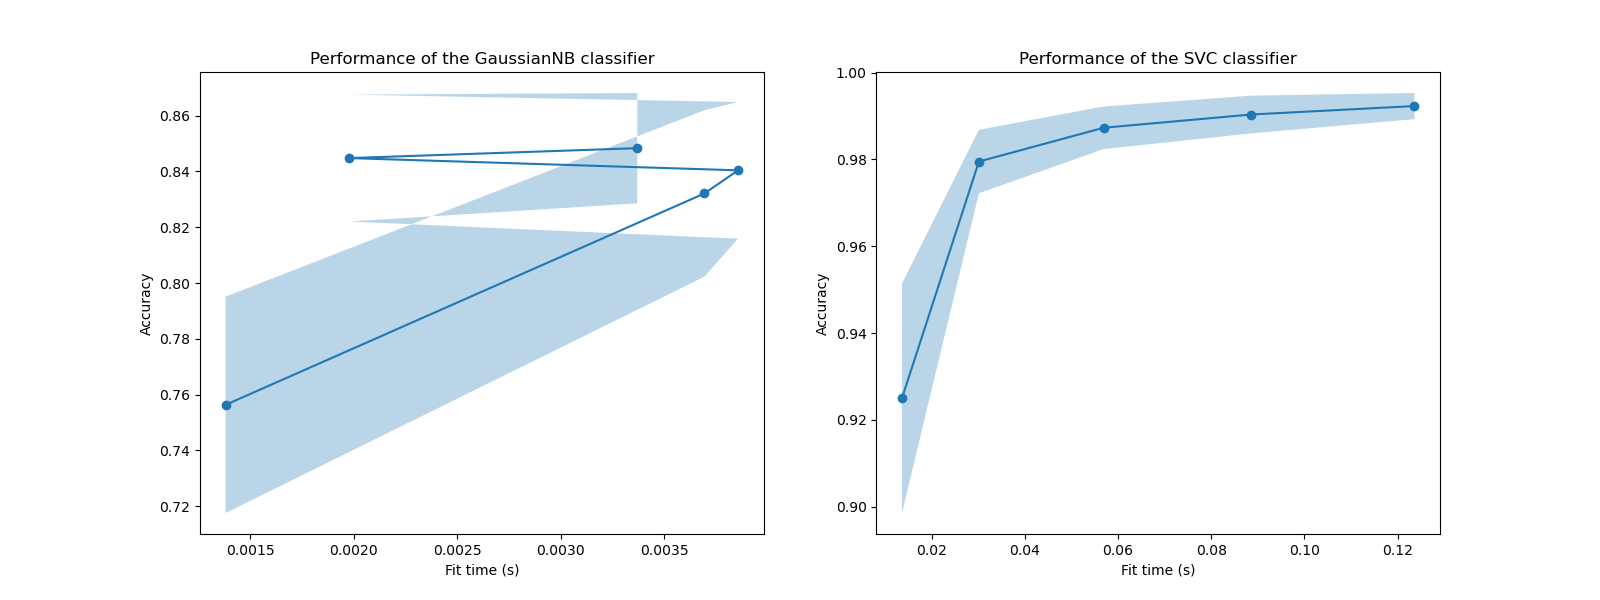 Performance of the GaussianNB classifier
0.86
0.84
0.82
0.80
0.78
0.76
0.74
0.72
Accuracy
0.0015 0.0020 0.0025 0.0030 0.0035
Fit time (s)
Performance of the SVC classifier
1.00
0.98
0.96
0.94
0.92
0.90
Accuracy
0.02 0.04 0.06 0.08 0.10 0.12
Fit time (s)